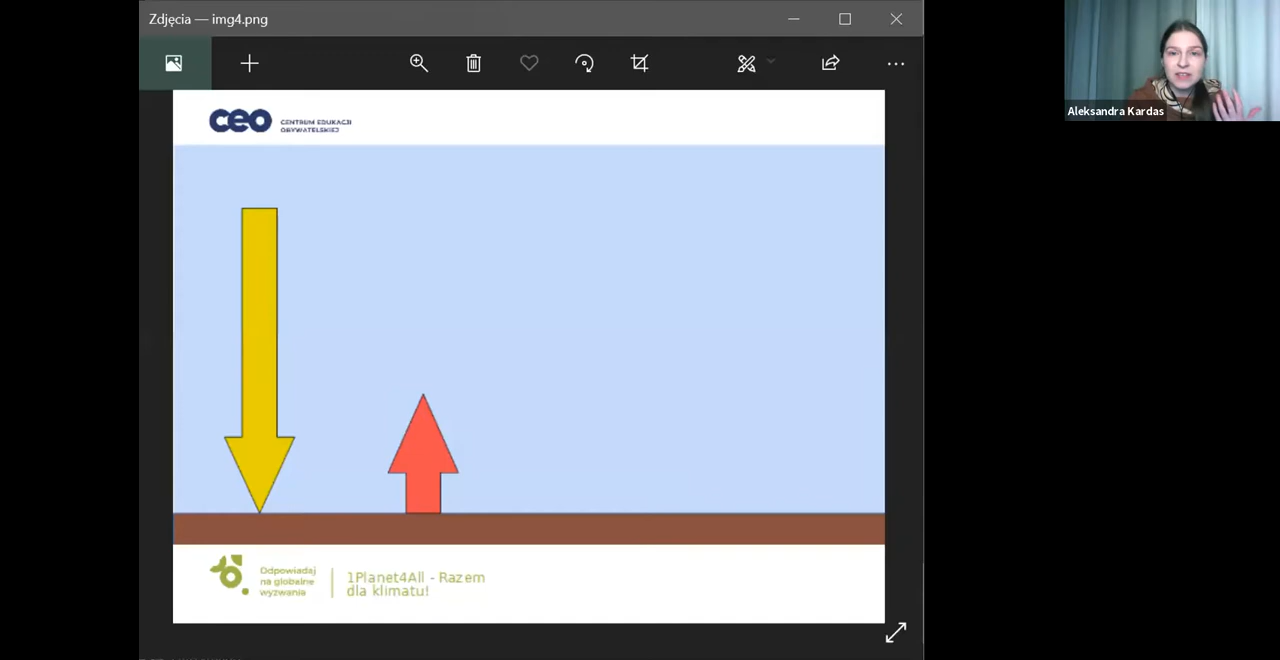 Zdjęcia — img4.png
Aleksandra Kardas
ceo
CENTRUM EDUKACJI
OBYWATELSKIEJ
Odpowiadaj
na globalne
wyzwania
1Planet4All - Razem
dla klimatu!